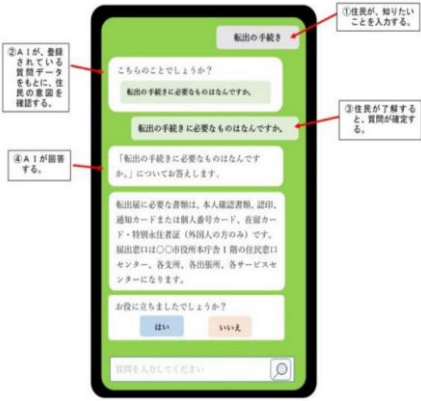 ①住民が、知りたい
ことを入力する。
転出の手続き
②AIが、登録
されている
質問データ
をもとに、住
民の意図を
確認する。
こちらのことでしょうか？
転出の手続きに必要なものはなんですか。
③住民が了解する
と、質問が確定す
る。
転出の手続きに必要なものはなんですか。
④AIが回答
する。
「転出の手続きに必要なものはなんです
か。」についてお答えします。
転出届に必要な書類は、本人確認書類、認印、
通知カードまたは個人番号カード、在留カー
ド・特別永住者証（外国人の方のみ）です。
届出窓口は〇〇市役所本庁舎1階の住民窓口
センター、各支所、各出張所、各サービスセ
ンターになります。
お役に立ちましたでしょうか？
はい
いいえ
質問を入力してください